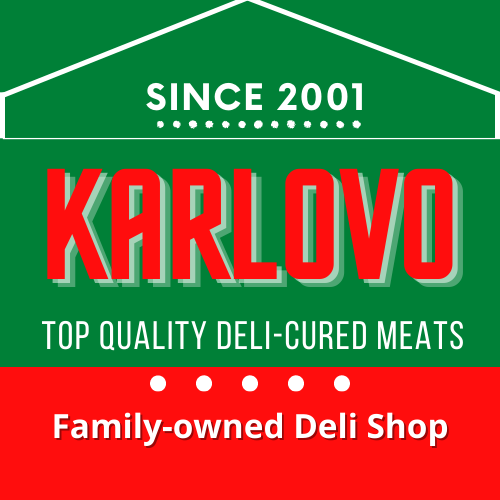 SINCE 2001
KARLOVO
TOP QUALITY DELI-CURED MEATS
Family-owned Deli Shop